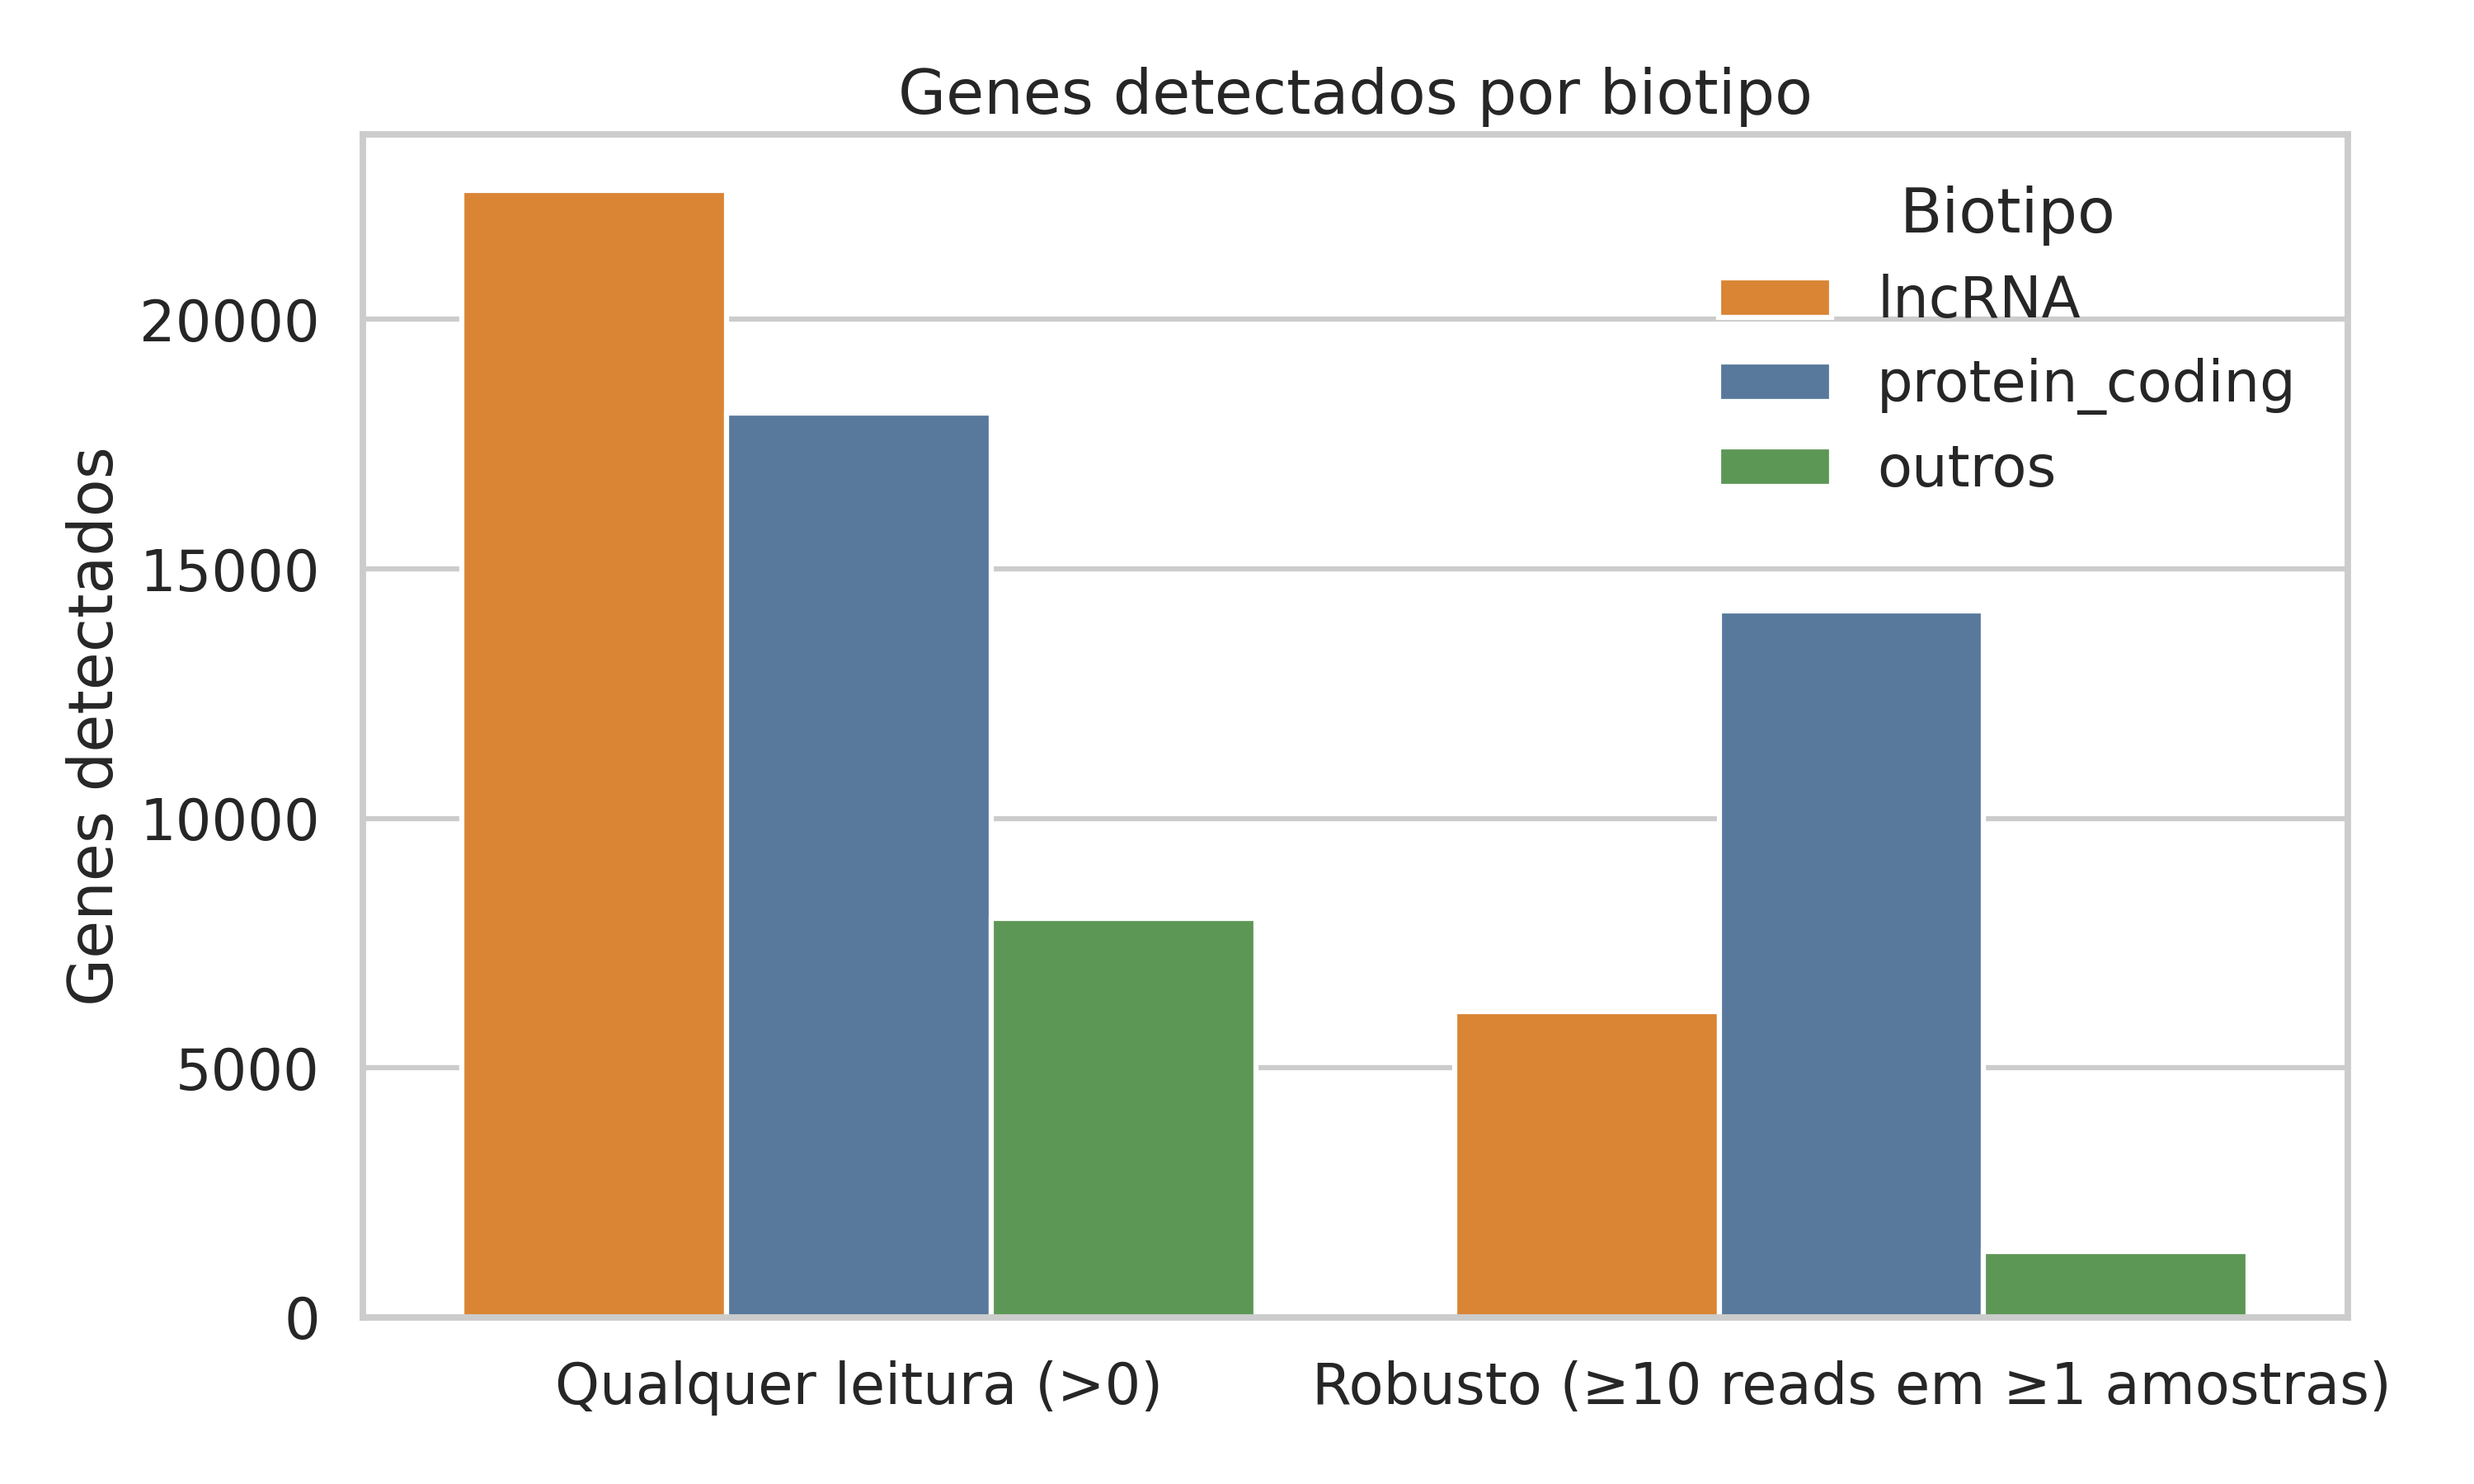 Genes detectados por biotipo
Genes detectados
20000
15000
10000
5000
0
Biotipo
lncRNA
protein_coding
outros
Qualquer leitura (>0)
Robusto (≥10 reads em ≥1 amostras)